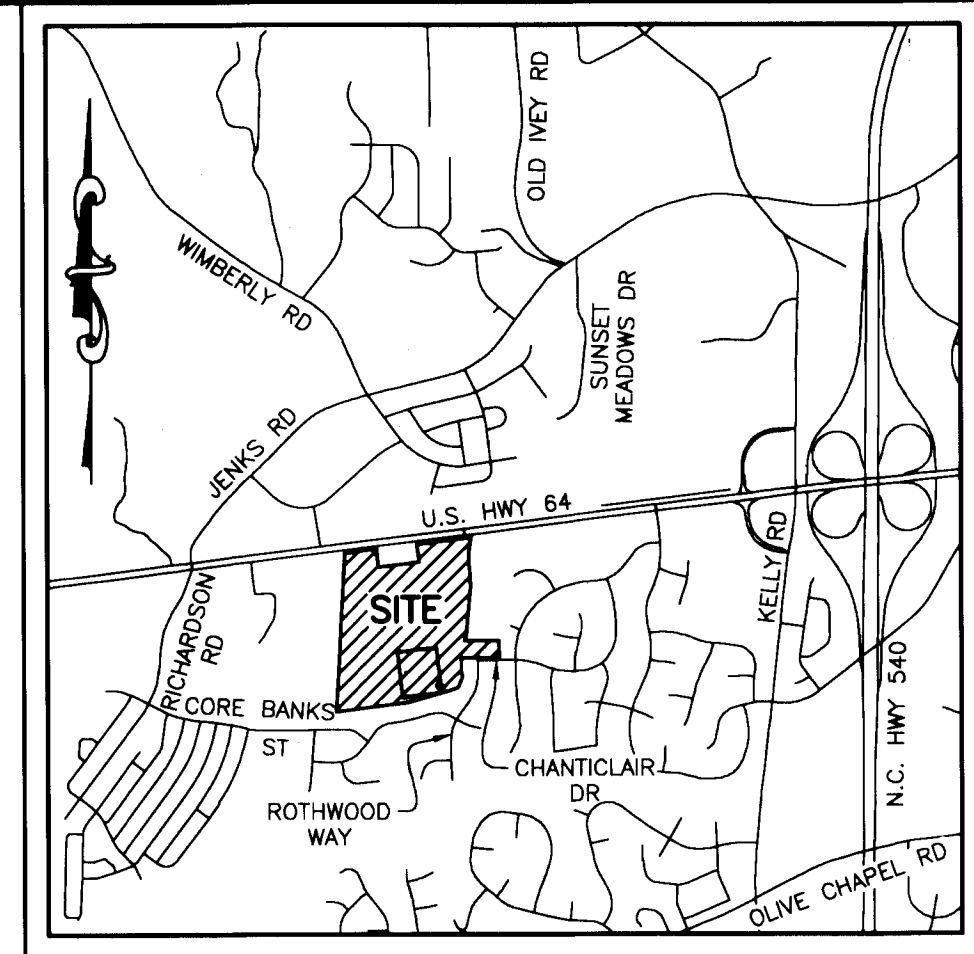 OLD IVEY RD
WIMBERLY RD
SUNSET
MEADOWS DR
JENKS RD
U.S. HWY 64
KELLY RD
SITE
RICHARDSON
RD
CORE BANKS
ST
N.C. HWY 540
CHANTICLAIR
DR
ROTHWOOD
WAY
OLIVE CHAPEL RD